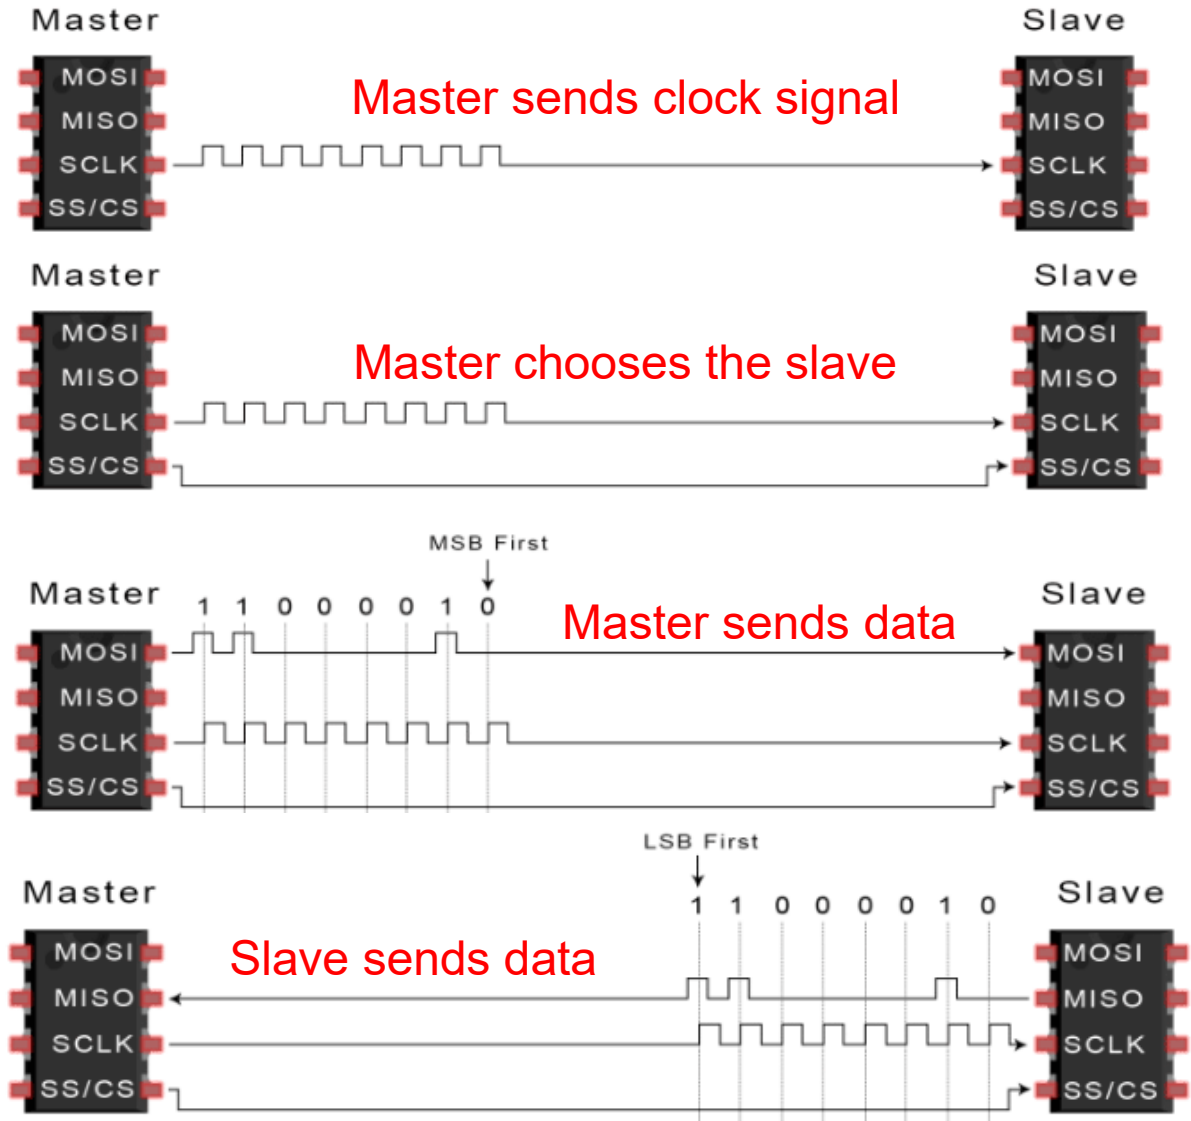 Master Slave
MOSI MOSI
Master sends clock signal
MISO MISO
SCLK SCLK
SS/CS SS/CS
Master Slave
MOSI MOSI
Master chooses the slave
MISO MISO
SCLK SCLK
SS/CS SS/CS
MSB First
Master Slave
1 1 0 0 0 0 1 0
Master sends data
MOSI MOSI
MISO MISO
SCLK SCLK
SS/CS SS/CS
LSB First
Master Slave
1 1 0 0 0 0 1 0
Slave sends data
MOSI MOSI
MISO MISO
SCLK SCLK
SS/CS SS/CS